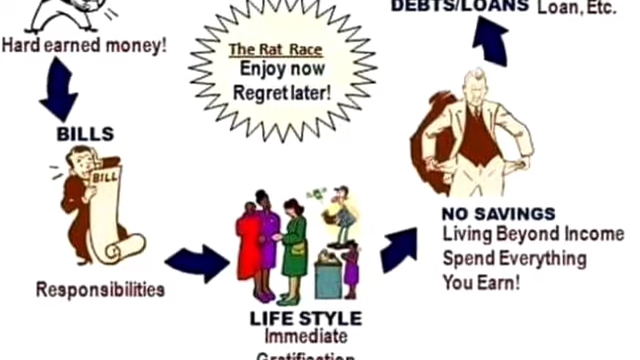 DEBTS/LOANS Loan, Etc.
Hard earned money!
The Rat Race
Enjoy now
Regret later!
BILLS
BILL
Responsibilities
LIFE STYLE
Immediate
Gratification
NO SAVINGS
Living Beyond Income
Spend Everything
You Earn!